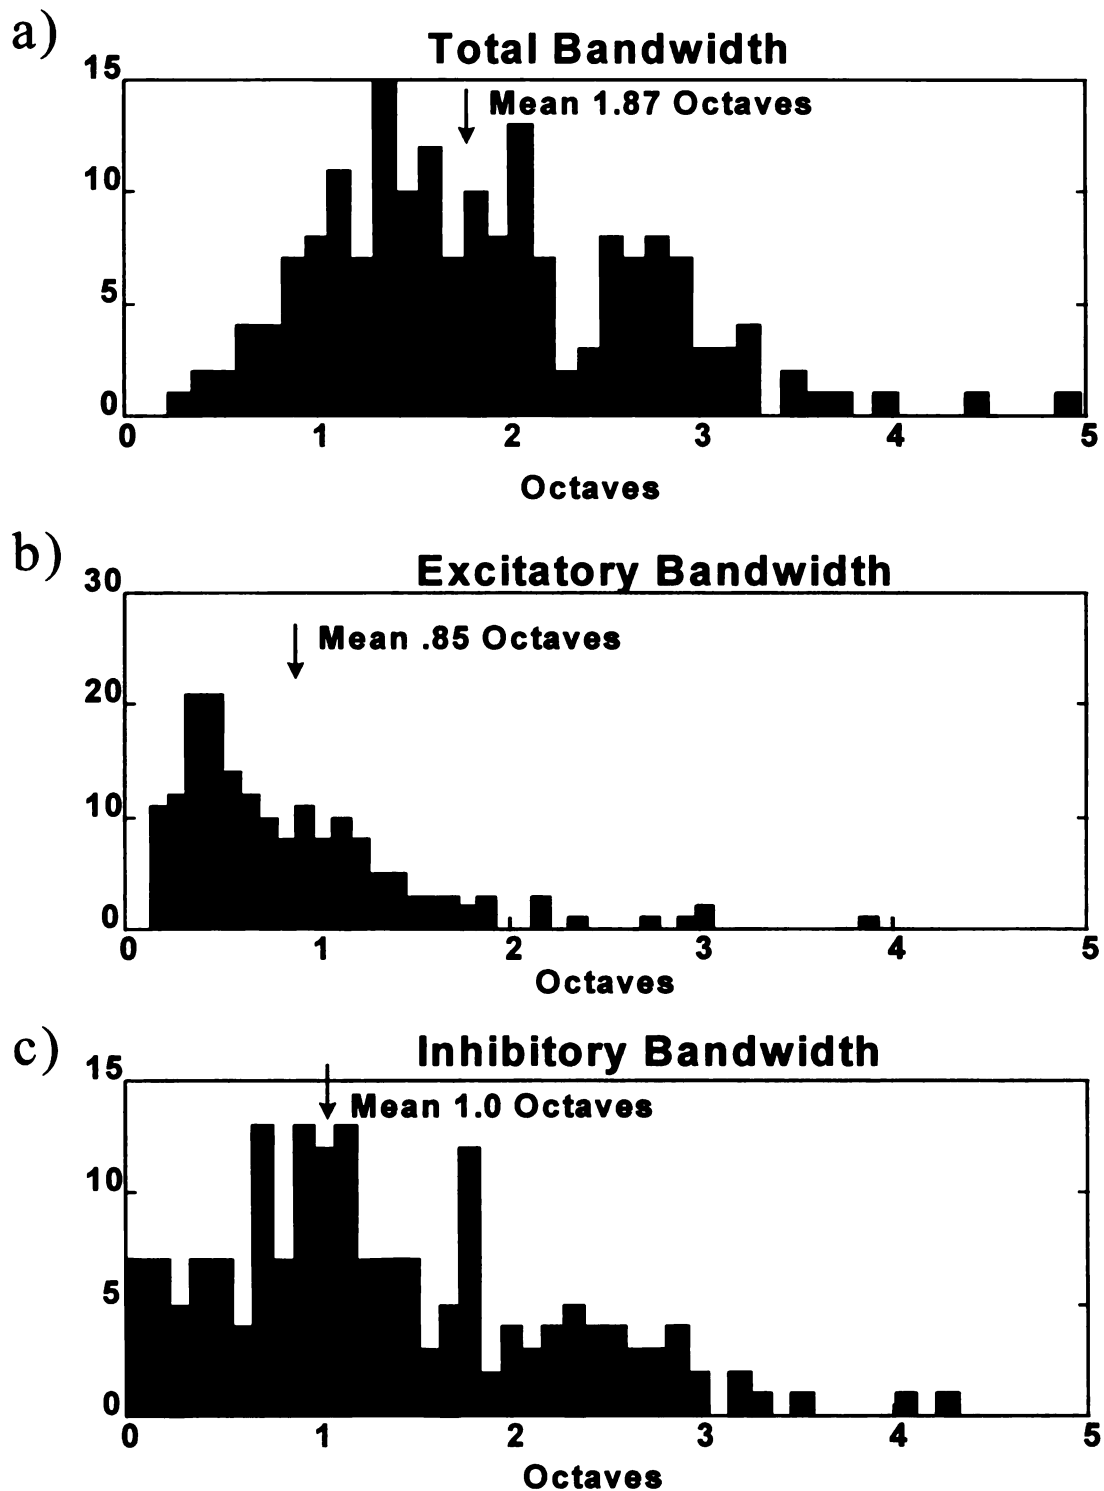 a)
Total Bandwidth
15
Mean 1.87 Octaves
10
5
0
0 1 2 3 4 5
Octaves
b)
Excitatory Bandwidth
30
Mean .85 Octaves
20
10
0
0 1 2 3 4 5
Octaves
c)
Inhibitory Bandwidth
15
Mean 1.0 Octaves
10
5
0
0 1 2 3 4 5
Octaves